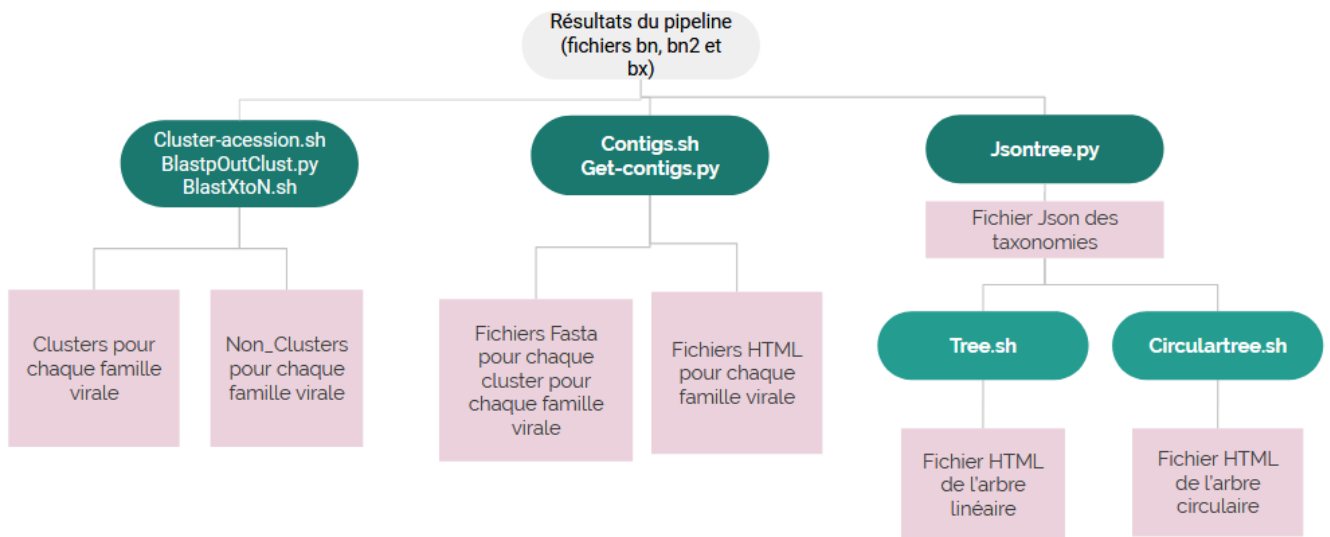 Résultats du pipeline
(fichiers bn, bn2 et
bx)
Cluster-acession.sh
BlastpOutClust.py
BlastXtoN.sh
Contigs.sh
Get-contigs.py
Jsontree.py
Fichier Json des
taxonomies
Clusters pour
chaque famille
virale
Non_Clusters
pour chaque
famille virale
Fichiers Fasta
pour chaque
cluster pour
chaque famille
virale
Fichiers HTML
pour chaque
famille virale
Tree.sh
Circulartree.sh
Fichier HTML
de l'arbre
linéaire
Fichier HTML
de l'arbre
circulaire